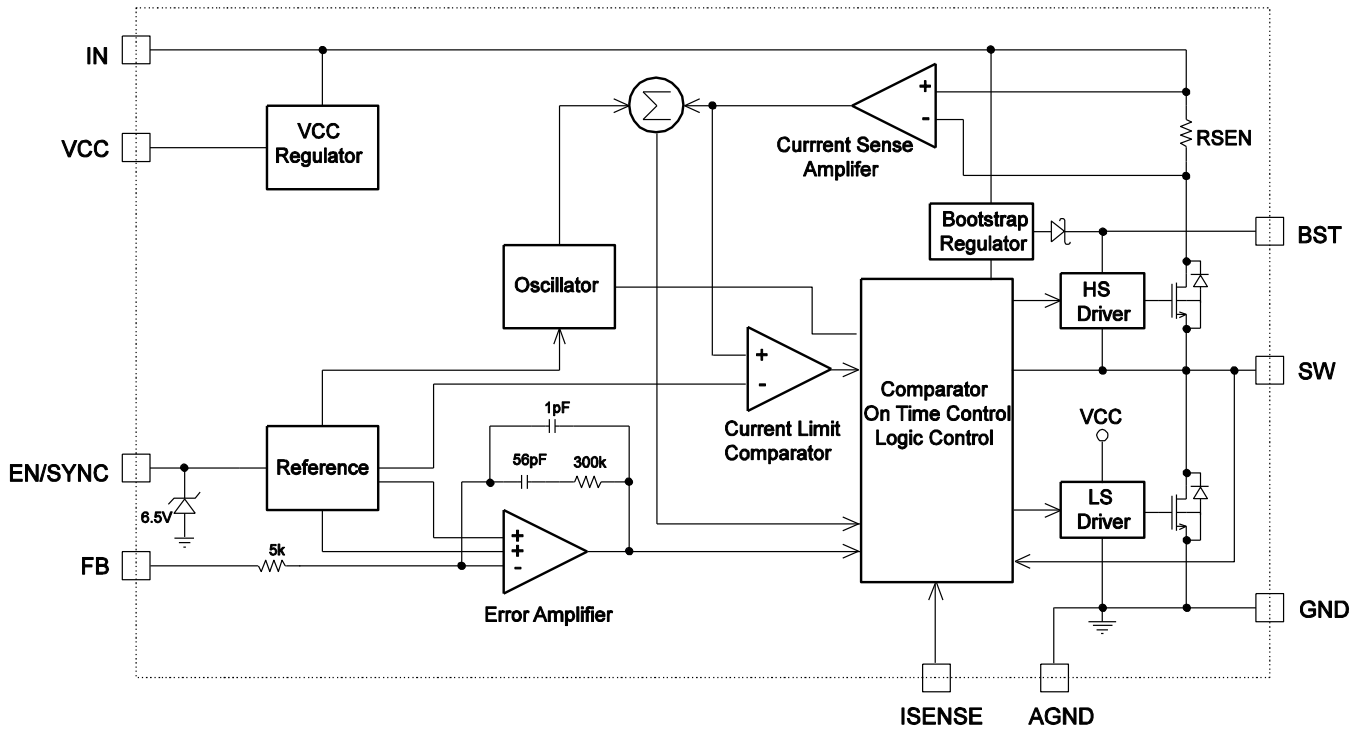 IN
VCC
VCC
Regulator
Σ
+
-
Currrent Sense
Amplifer
RSEN
Bootstrap
Regulator
BST
Oscillator
HS
Driver
+
-
Current Limit
Comparator
Comparator
On Time Control
Logic Control
SW
VCC
1pF
56pF
300k
EN/SYNC
Reference
6.5V
LS
Driver
FB
5k
+
+
-
Error Amplifier
GND
ISENSE
AGND